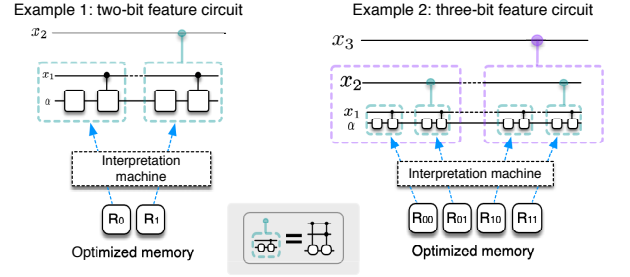 Example 1: two-bit feature circuit
x₂
x₁
a
Interpretation
machine
R₀
R₁
Optimized memory
=
Example 2: three-bit feature circuit
x₃
x₂
x₁
a
Interpretation machine
R₀₀
R₀₁
R₁₀
R₁₁
Optimized memory